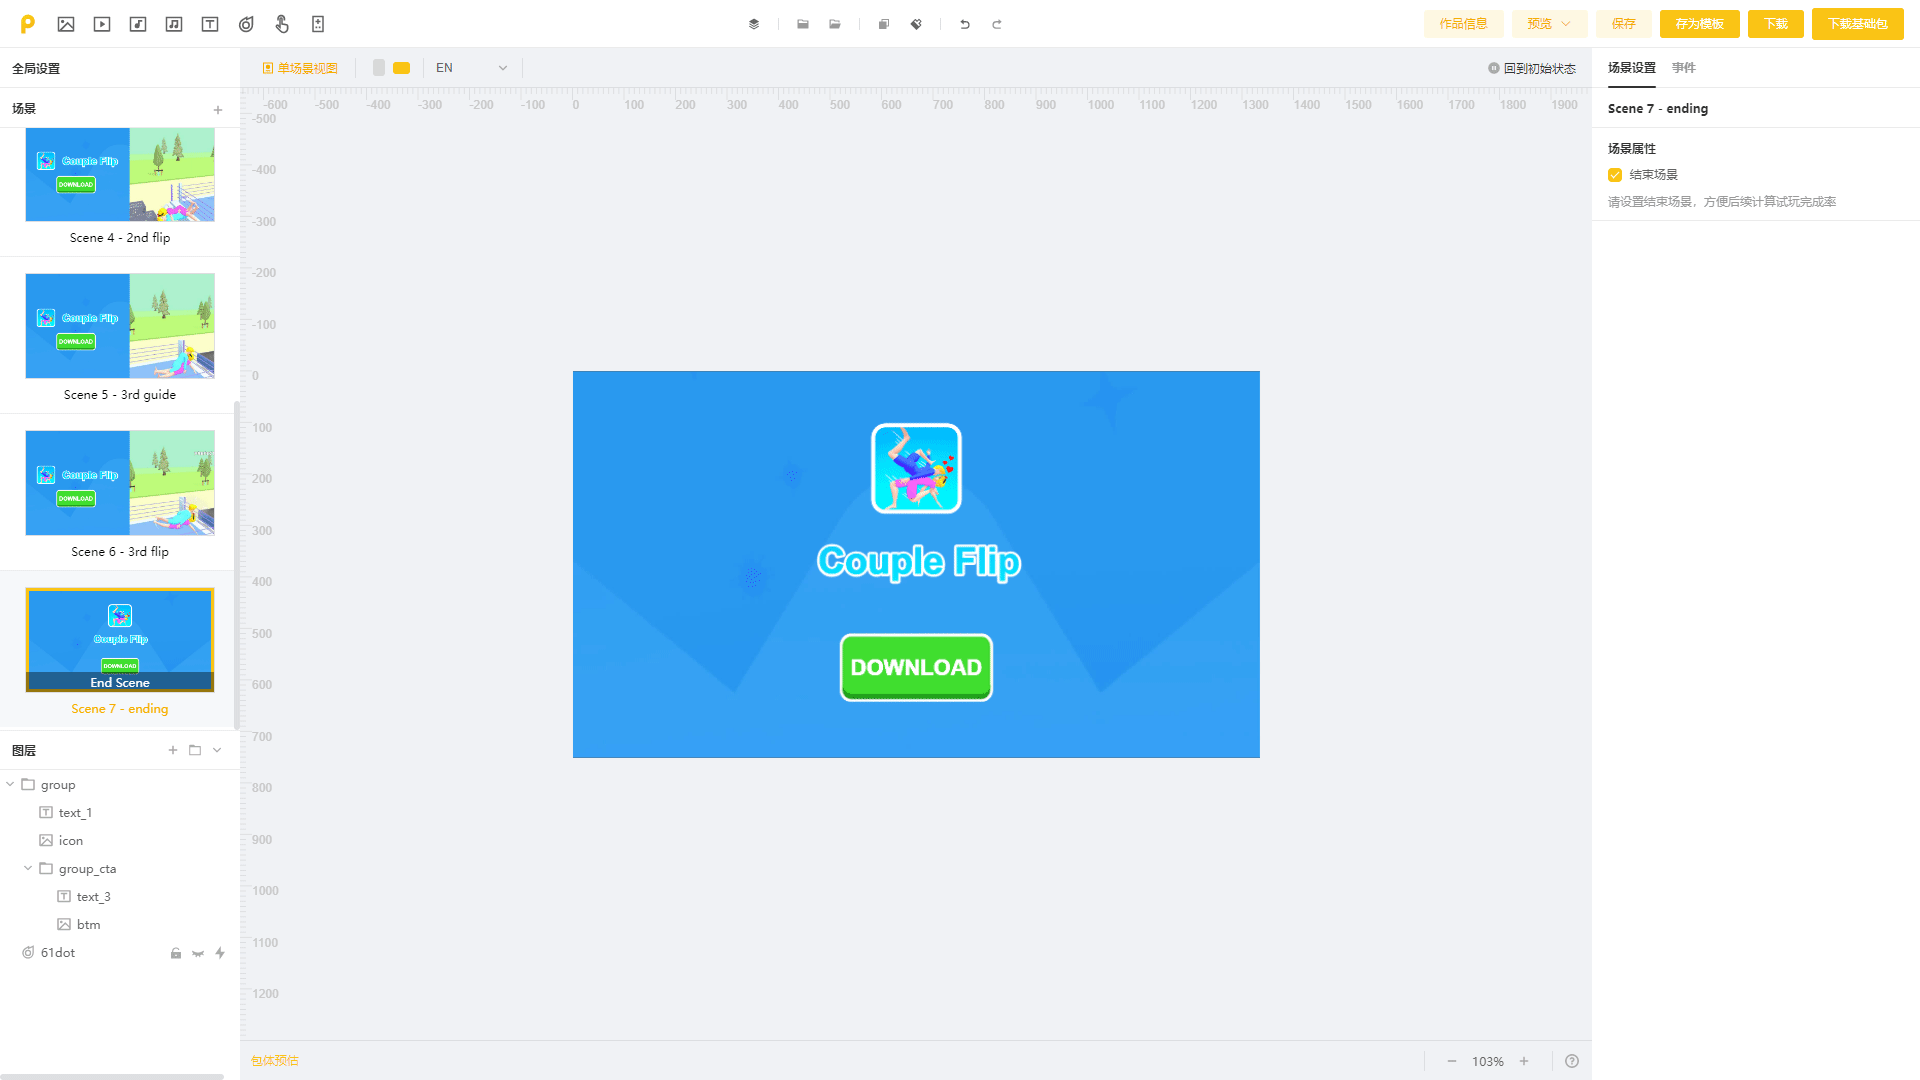 作品信息
预览
保存
存为模板
下载
下载基础包
全局设置
单场景视图
EN
回到初始状态
场景设置
事件
场景
-600 -500 -400 -300 -200 -100 0 100 200 300 400 500 600 700 800 900 1000 1100 1200 1300 1400 1500 1600 1700 1800 1900
-500
-400
-300
-200
-100
0
100
200
300
400
500
600
700
800
900
1000
1100
1200
Couple Flip
DOWNLOAD
Scene 4 - 2nd flip
Couple Flip
DOWNLOAD
Scene 5 - 3rd guide
Couple Flip
DOWNLOAD
Scene 6 - 3rd flip
Couple Flip
DOWNLOAD
End Scene
Scene 7 - ending
Couple Flip
DOWNLOAD
Scene 7 - ending
场景属性
结束场景
请设置结束场景，方便后续计算试玩完成率
图层
group
text_1
icon
group_cta
text_3
btm
61dot
包体预估
103%